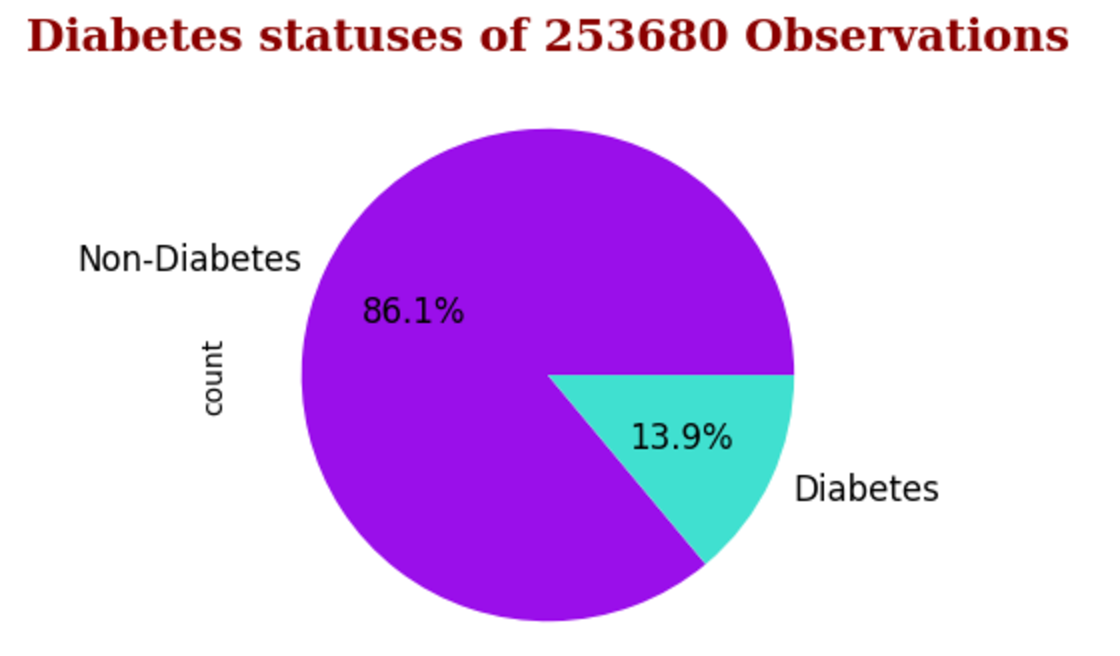 Diabetes statuses of 253680 Observations
Non-Diabetes
86.1%
count
13.9%
Diabetes